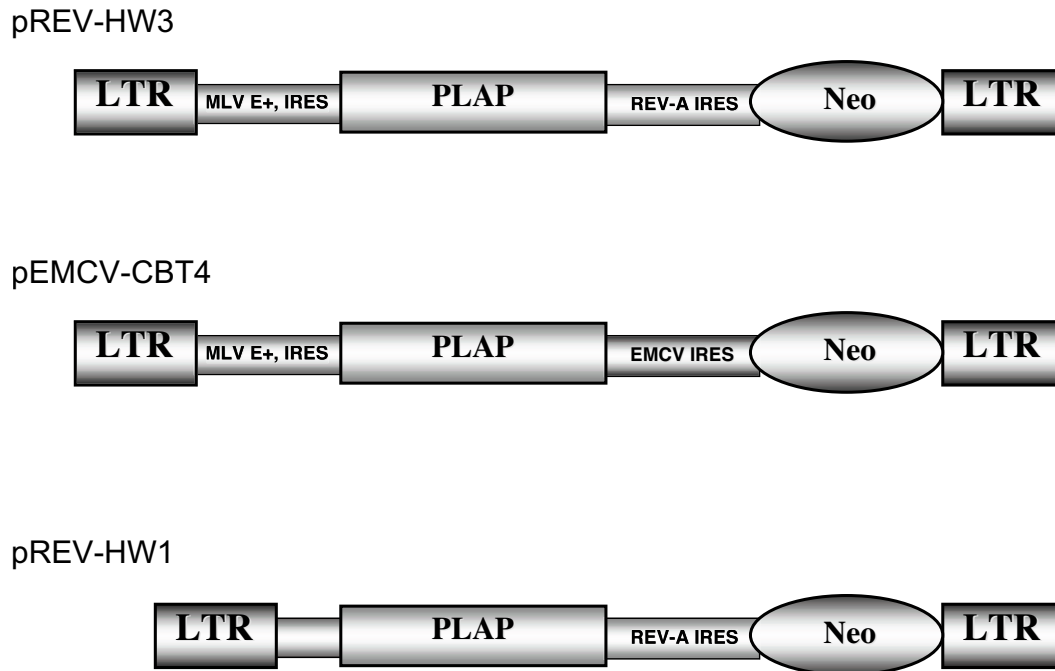 pREV-HW3
LTR MLV E+, IRES PLAP REV-A IRES Neo LTR
pEMCV-CBT4
LTR MLV E+, IRES PLAP EMCV IRES Neo LTR
pREV-HW1
LTR PLAP REV-A IRES Neo LTR